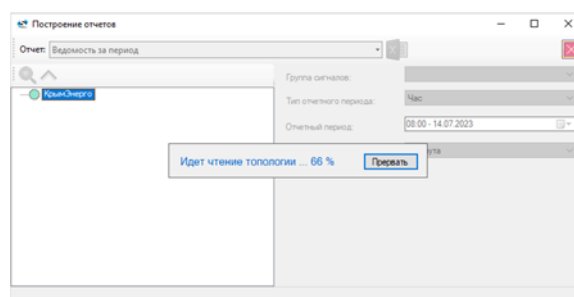 Построение отчетов
Отчет: Ведомость за период
Группа сигналов:
КрымЭнерго
Тип отчетного периода: Час
Отчетный период: 08:00 - 14.07.2023
Идет чтение топологии ... 66 % Прервать